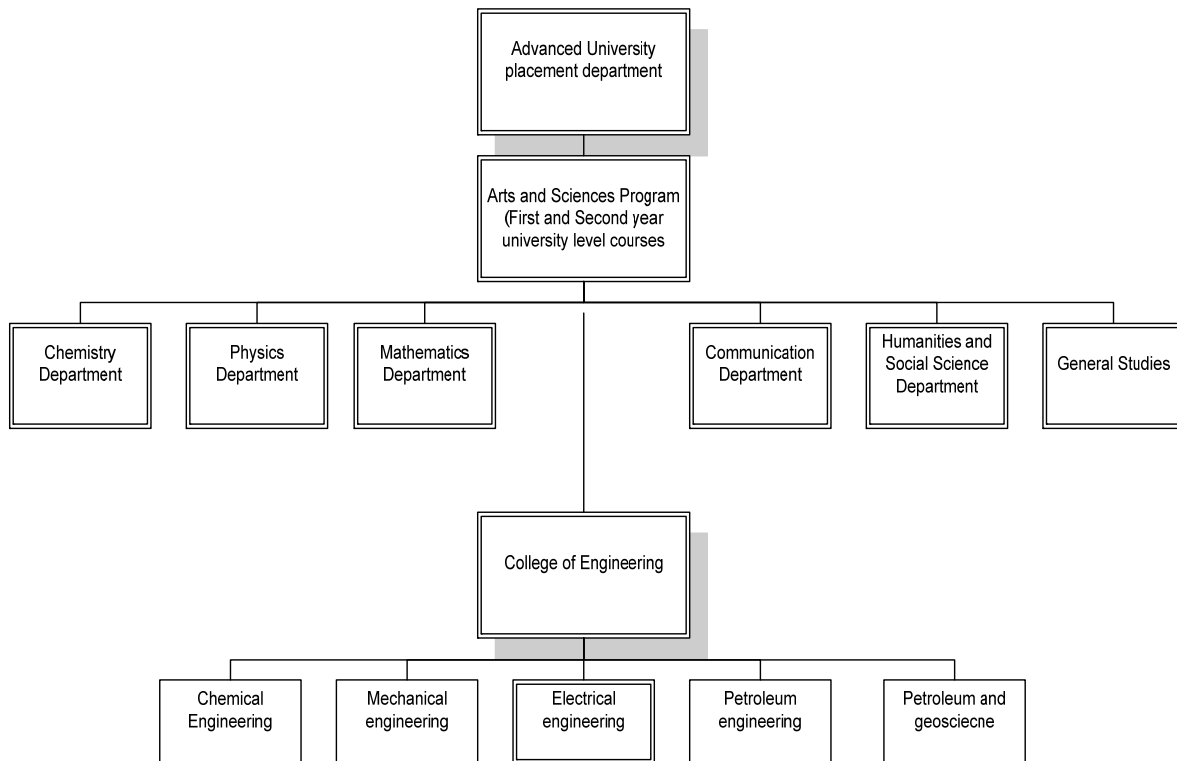 Advanced University
placement department
Arts and Sciences Program
(First and Second year
university level courses
Chemistry
Department
Physics
Department
Mathematics
Department
Communication
Department
Humanities and
Social Science
Department
General Studies
College of Engineering
Chemical
Engineering
Mechanical
engineering
Electrical
engineering
Petroleum
engineering
Petroleum and
geosciecne